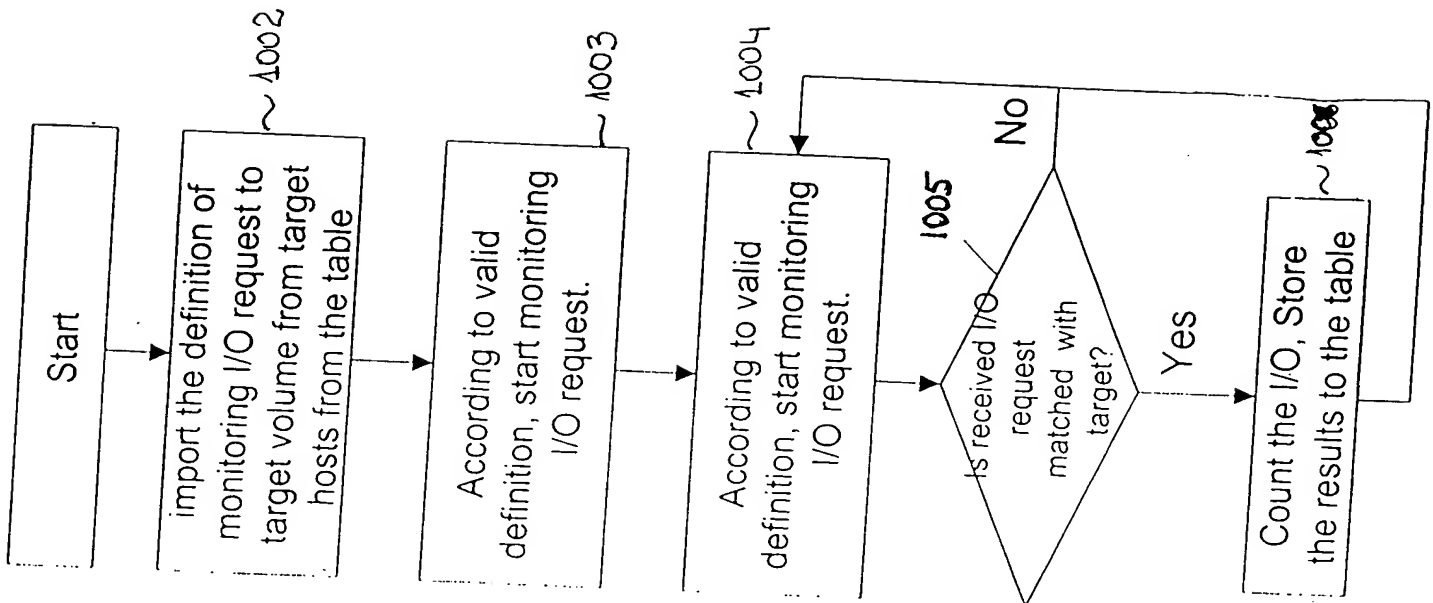 Start
1002
import the definition of
monitoring I/O request to
target volume from target
hosts from the table
1003
According to valid
definition, start monitoring
I/O request.
1004
According to valid
definition, start monitoring
I/O request.
1005
Is received I/O
request
matched with
target?
No
Yes
Count the I/O, Store
the results to the table